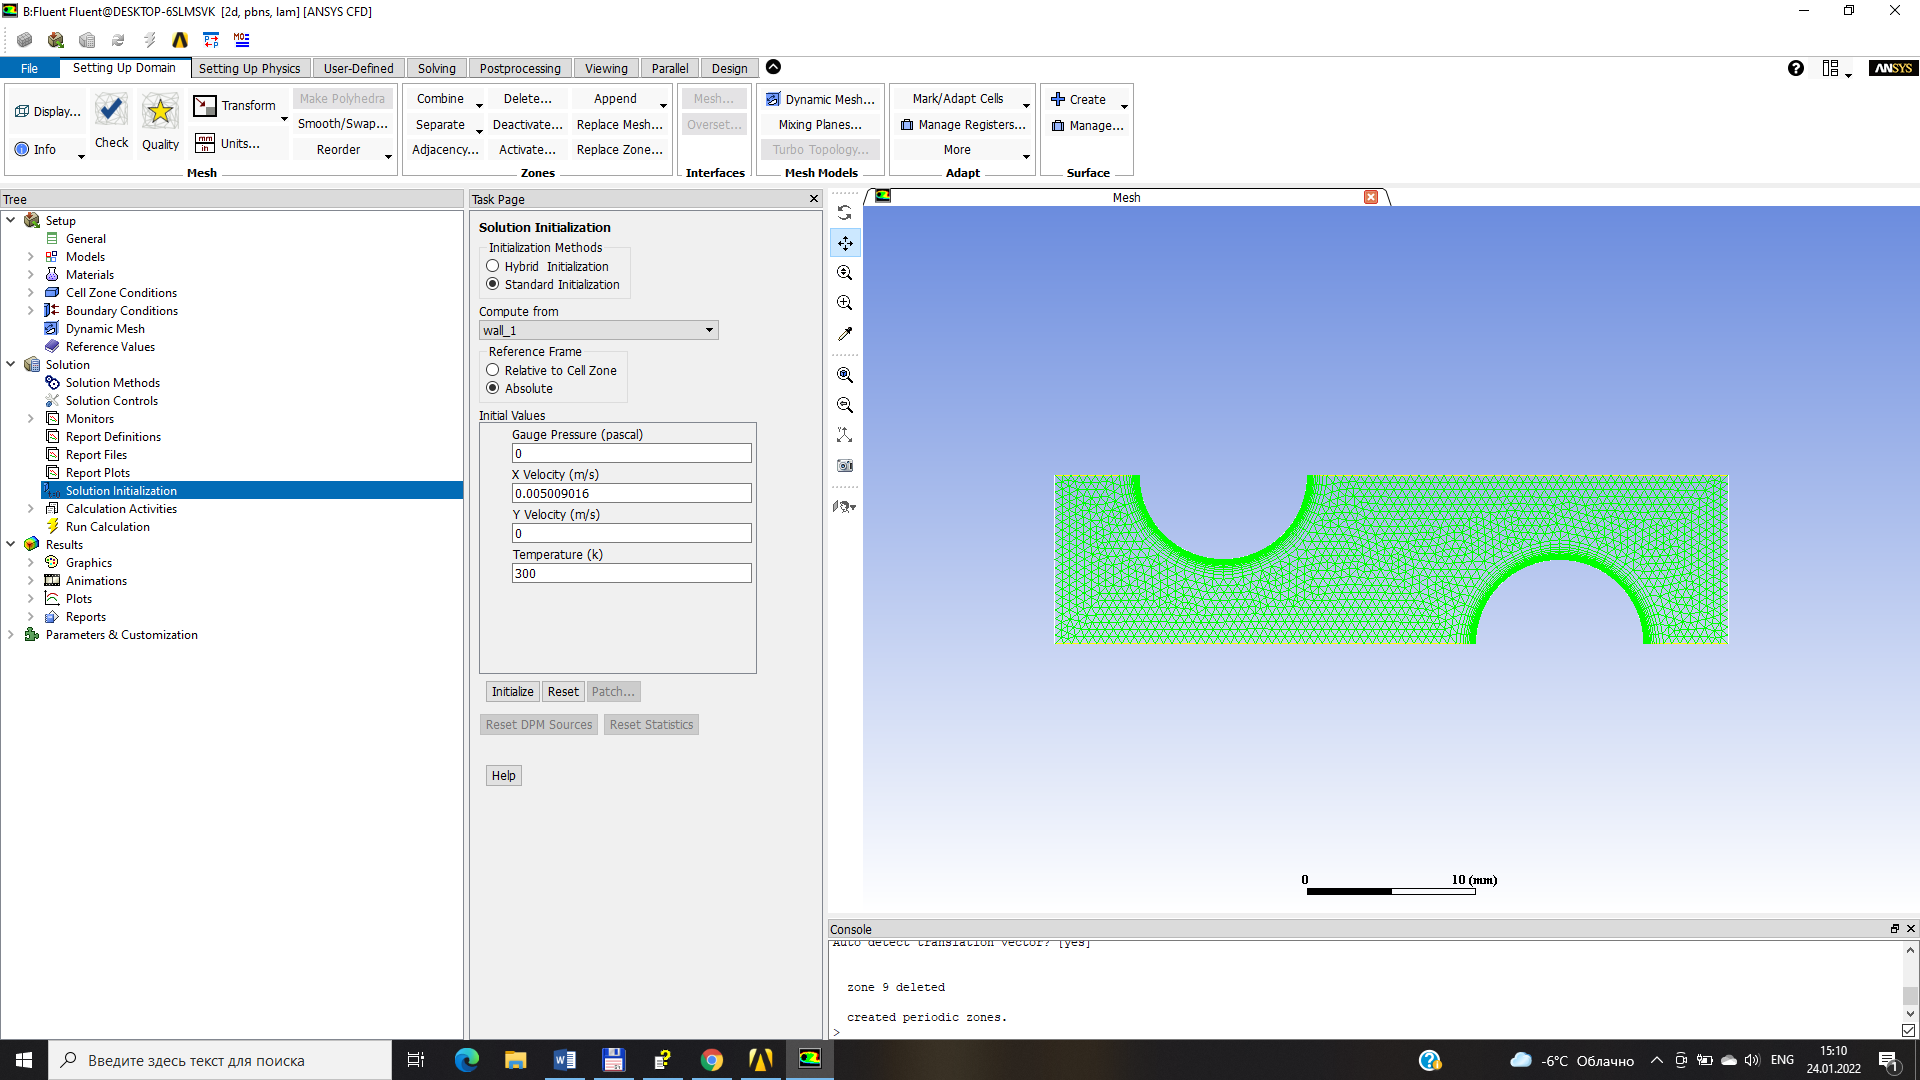 B:Fluent Fluent@DESKTOP-6SLMSVK [2d, pbns, lam] [ANSYS CFD]
File
Setting Up Domain
Setting Up Physics
User-Defined
Solving
Postprocessing
Viewing
Parallel
Design
ANSYS
Display...
Info
Check
Quality
Transform
mm
in
Units...
Make Polyhedra
Smooth/Swap...
Reorder
Mesh
Combine
Separate
Adjacency...
Delete...
Deactivate...
Activate...
Append
Replace Mesh...
Replace Zone...
Zones
Mesh...
Overset...
Interfaces
Dynamic Mesh...
Mixing Planes...
Turbo Topology...
Mesh Models
Mark/Adapt Cells
Manage Registers...
More
Adapt
Create
Manage...
Surface
Tree
Setup
General
Models
Materials
Cell Zone Conditions
Boundary Conditions
Dynamic Mesh
Reference Values
Solution
Solution Methods
Solution Controls
Monitors
Report Definitions
Report Files
Report Plots
Solution Initialization
Calculation Activities
Run Calculation
Results
Graphics
Animations
Plots
Reports
Parameters & Customization
Task Page
Solution Initialization
Initialization Methods
Hybrid Initialization
Standard Initialization
Compute from
wall_1
Reference Frame
Relative to Cell Zone
Absolute
Initial Values
Gauge Pressure (pascal)
0
X Velocity (m/s)
0.005009016
Y Velocity (m/s)
0
Temperature (k)
300
Initialize
Reset
Patch...
Reset DPM Sources
Reset Statistics
Help
Mesh
0
10 (mm)
Console
Auto detect translation vector? [yes]
zone 9 deleted
created periodic zones.
>
Введите здесь текст для поиска
-6°C Облачно
ENG
15:10
24.01.2022
1